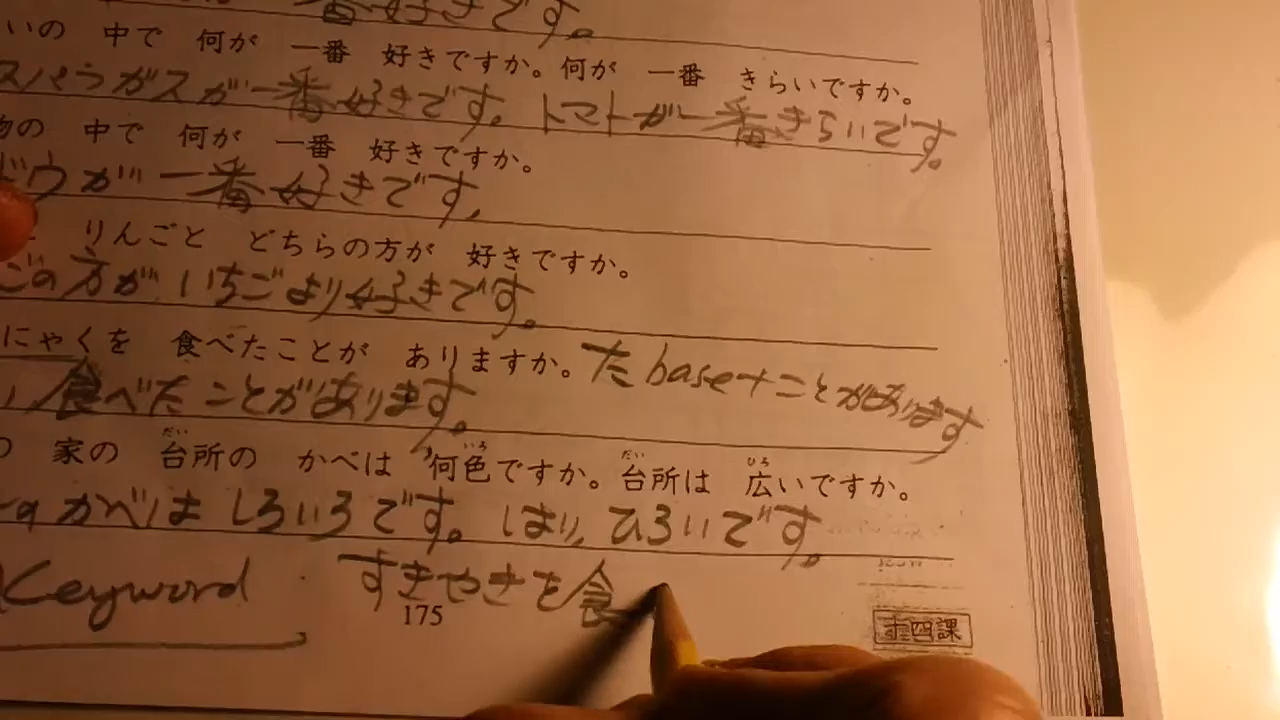 番好きです。
いの 中で 何が 一番 好きですか。何が 一番 きらいですか。
スパラガスが一番好きです。トマトが一番きらいです。
物の 中で 何が 一番 好きですか。
ドウが一番好きです。
りんごと どちらの方が 好きですか。
ごの方がいちごより好きです。
にゃくを 食べたことが ありますか。た base+ことがあります
い食べたことがあります。
の 家の 台所の かべは 何色ですか。台所は 広いですか。
かべはしろいろです。はい、ひろいです。
Keyword すきやきを食
175
四課